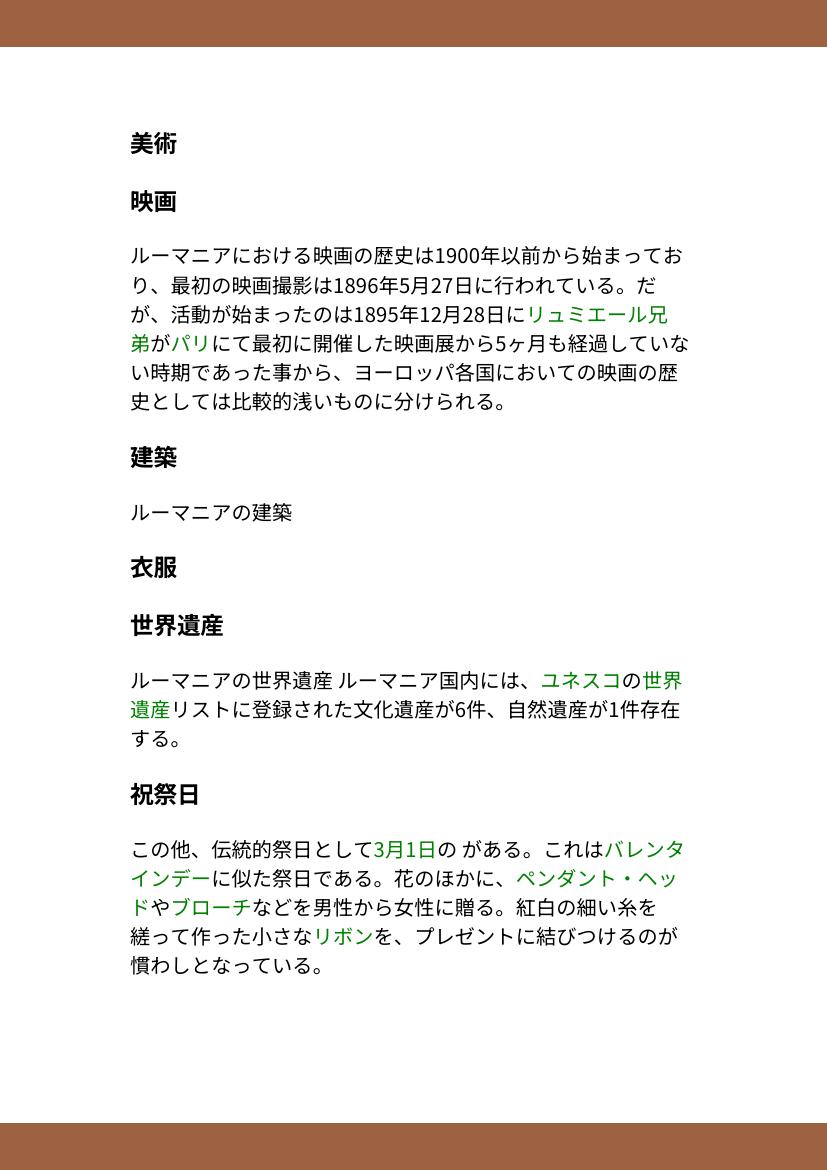 美術
映画
ルーマニアにおける映画の歴史は1900年以前から始まってお
り、最初の映画撮影は1896年5月27日に行われている。だ
が、活動が始まったのは1895年12月28日にリュミエール兄
弟がパリにて最初に開催した映画展から5ヶ月も経過していな
い時期であった事から、ヨーロッパ各国においての映画の歴
史としては比較的浅いものに分けられる。
建築
ルーマニアの建築
衣服
世界遺産
ルーマニアの世界遺産 ルーマニア国内には、ユネスコの世界
遺産リストに登録された文化遺産が6件、自然遺産が1件存在
する。
祝祭日
この他、伝統的祭日として3月1日の がある。これはバレンタ
インデーに似た祭日である。花のほかに、ペンダント・ヘッ
ドやブローチなどを男性から女性に贈る。紅白の細い糸を
縒って作った小さなリボンを、プレゼントに結びつけるのが
慣わしとなっている。